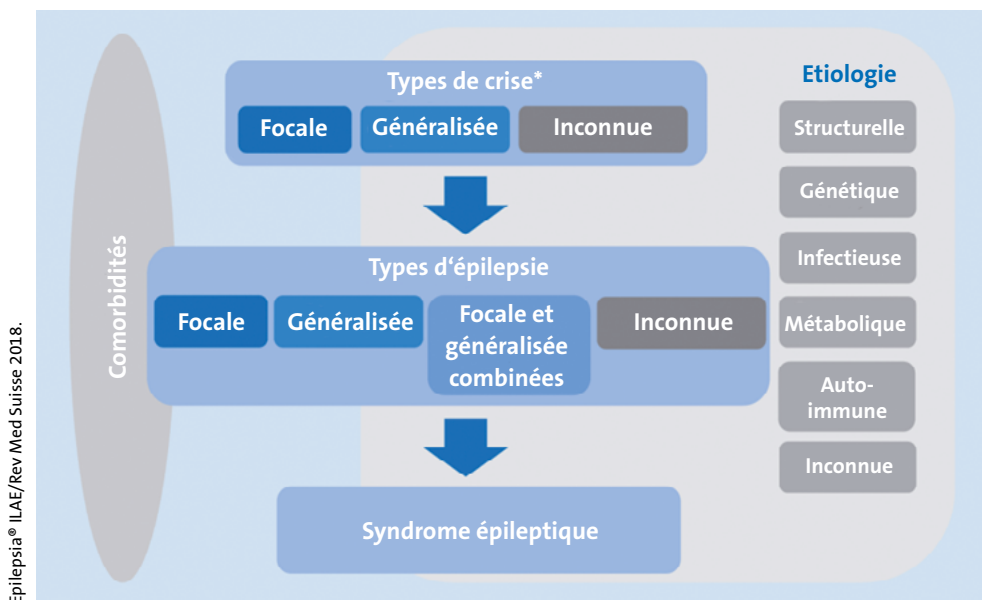 Types de crise*
Focale
Généralisée
Inconnue
Types d‘épilepsie
Focale
Généralisée
Focale et
généralisée
combinées
Inconnue
Syndrome épileptique
Etiologie
Structurelle
Génétique
Infectieuse
Métabolique
Auto-
immune
Inconnue
Comorbidités
Epilepsia® ILAE/Rev Med Suisse 2018.